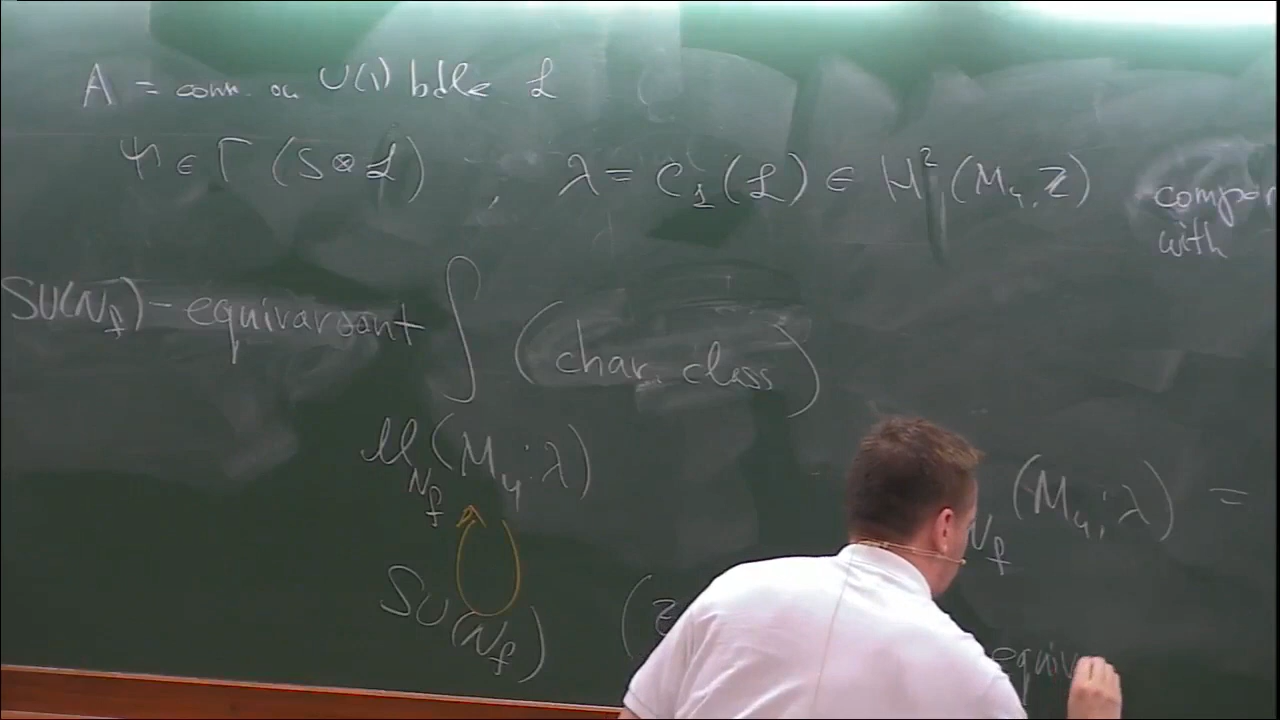 A = conn. on U(1) bdle ℒ
Ψ ∈ Γ (S ⊗ ℒ) , λ = c₁(ℒ) ∈ H²(M₄, ℤ)
compar
with
SU(N_f) - equivariant ∫ (char. class)
ℳ_{N_f}(M₄; λ)
N_f (M₄; λ) =
SU(N_f)
(z
equiv